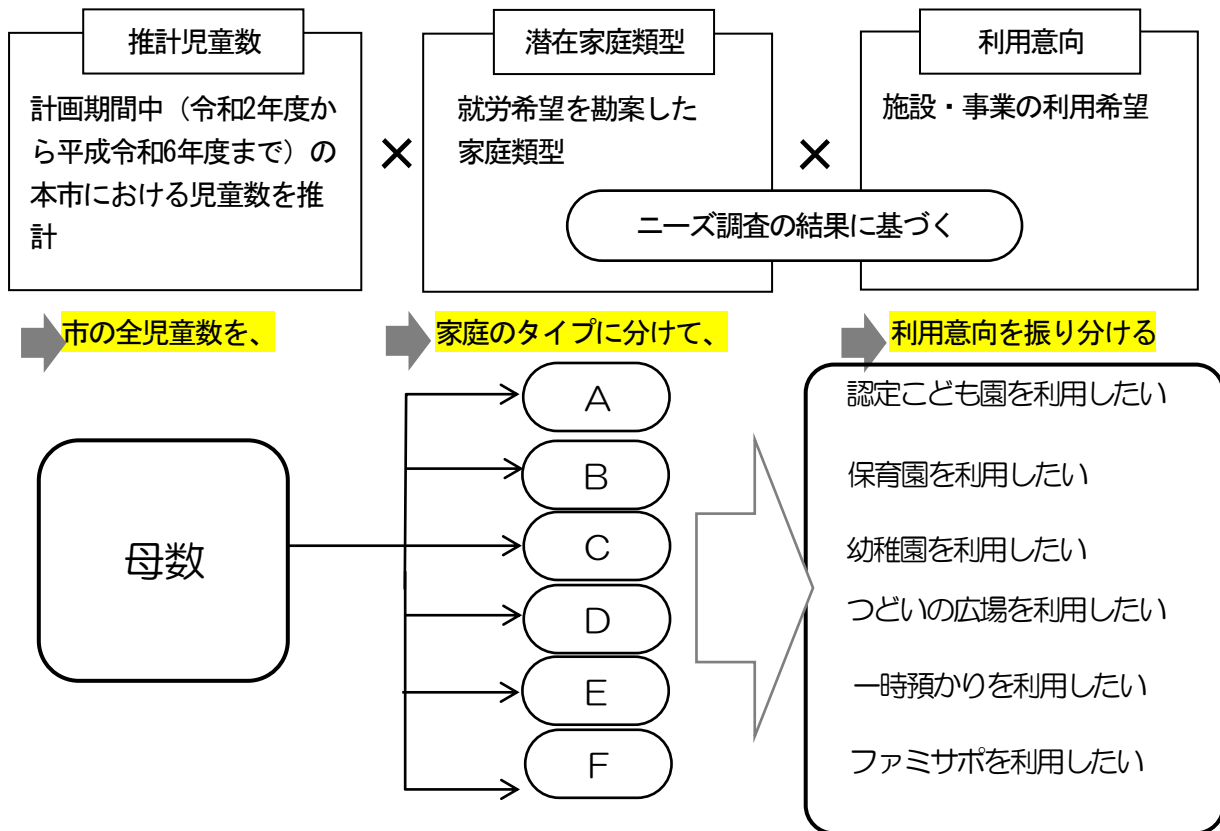 推計児童数
計画期間中（令和2年度か
ら平成令和6年度まで）の
本市における児童数を推
計
×
潜在家庭類型
就労希望を勘案した
家庭類型
×
利用意向
施設・事業の利用希望
ニーズ調査の結果に基づく
市の全児童数を、
家庭のタイプに分けて、
利用意向を振り分ける
母数
A
B
C
D
E
F
認定こども園を利用したい
保育園を利用したい
幼稚園を利用したい
つどいの広場を利用したい
一時預かりを利用したい
ファミサポを利用したい